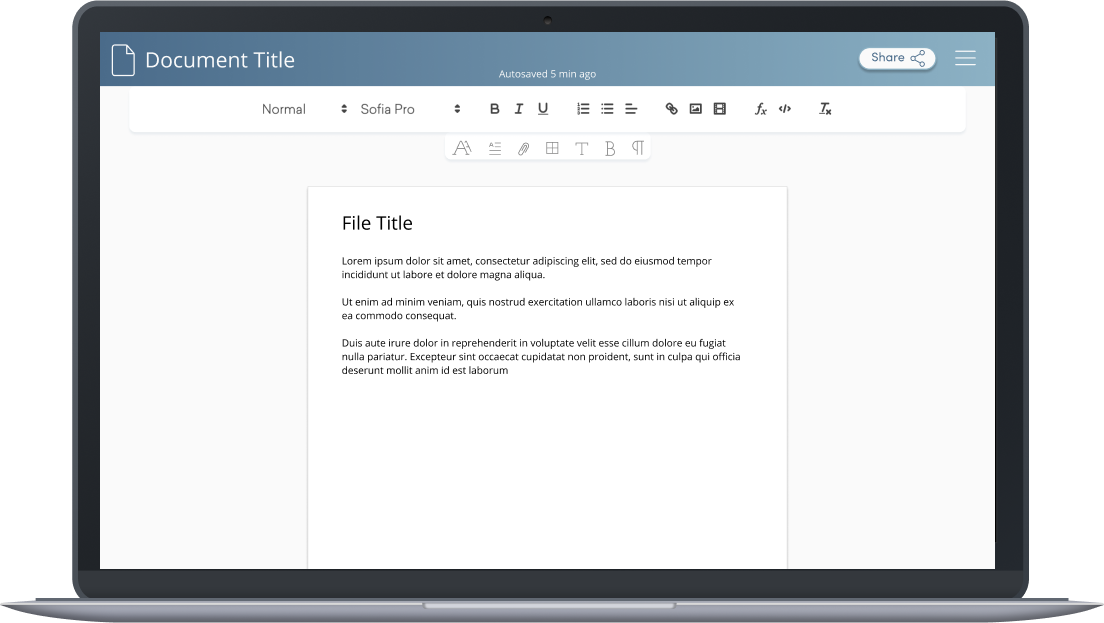 Document Title
Autosaved 5 min ago
Share
Normal
Sofia Pro
B I U
fx </> Tx
A T B
File Title
Lorem ipsum dolor sit amet, consectetur adipiscing elit, sed do eiusmod tempor
incididunt ut labore et dolore magna aliqua.
Ut enim ad minim veniam, quis nostrud exercitation ullamco laboris nisi ut aliquip ex
ea commodo consequat.
Duis aute irure dolor in reprehenderit in voluptate velit esse cillum dolore eu fugiat
nulla pariatur. Excepteur sint occaecat cupidatat non proident, sunt in culpa qui officia
deserunt mollit anim id est laborum